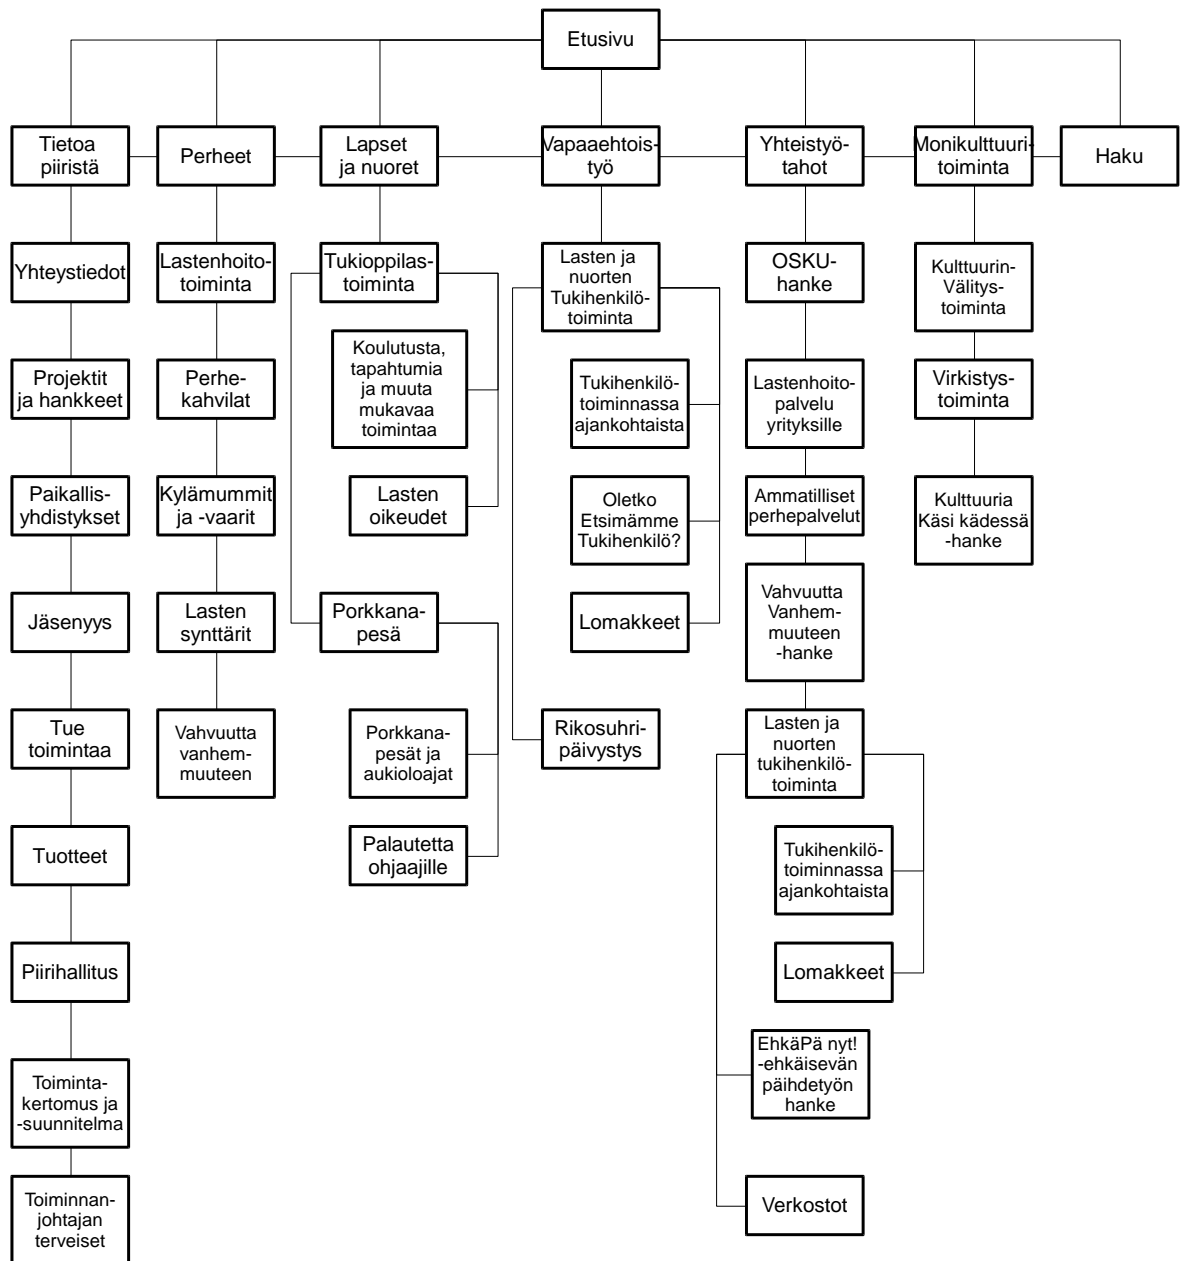 Etusivu
Tietoa
piiristä
Perheet
Lapset
ja nuoret
Vapaaehtois-
työ
Yhteistyö-
tahot
Monikulttuuri-
toiminta
Haku
Yhteystiedot
Projektit
ja hankkeet
Paikallis-
yhdistykset
Jäsenyys
Tue
toimintaa
Tuotteet
Piirihallitus
Toiminta-
kertomus ja
-suunnitelma
Toiminnan-
johtajan
terveiset
Lastenhoito-
toiminta
Perhe-
kahvilat
Kylämummit
ja -vaarit
Lasten
synttärit
Vahvuutta
vanhem-
muuteen
Tukioppilas-
toiminta
Koulutusta,
tapahtumia
ja muuta
mukavaa
toimintaa
Lasten
oikeudet
Porkkana-
pesä
Porkkana-
pesät ja
aukioloajat
Palautetta
ohjaajille
Lasten ja
nuorten
Tukihenkilö-
toiminta
Tukihenkilö-
toiminnassa
ajankohtaista
Oletko
Etsimämme
Tukihenkilö?
Lomakkeet
Rikosuhri-
päivystys
OSKU-
hanke
Lastenhoito-
palvelu
yrityksille
Ammatilliset
perhepalvelut
Vahvuutta
Vanhem-
muuteen
-hanke
Lasten ja
nuorten
tukihenkilö-
toiminta
Tukihenkilö-
toiminnassa
ajankohtaista
Lomakkeet
EhkäPä nyt!
-ehkäisevän
päihdetyön
hanke
Verkostot
Kulttuurin-
Välitys-
toiminta
Virkistys-
toiminta
Kulttuuria
Käsi kädessä
-hanke